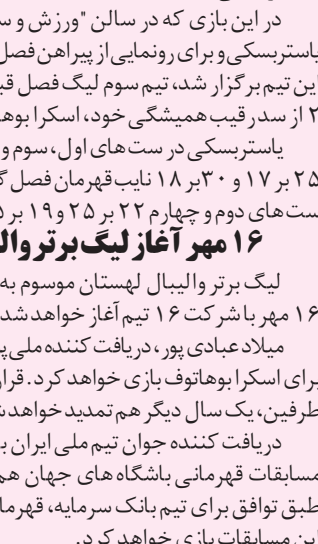 در این بازی که در سالن "ورزش و سر
یاستربسکی و برای رونمایی از پیراهن فصل
این تیم برگزار شد، تیم سوم لیگ فصل قب
۲ از سد رقیب همیشگی خود، اسکرا بوها
یاستربسکی در ست های اول، سوم و
۲۵ بر ۱۷ و ۳۰ بر ۱۸ نایب قهرمان فصل گ
ست های دوم و چهارم ۲۲ بر ۲۵ و ۱۹ بر ۲۵
۱۶ مهر آغاز لیگ برتر وال
لیگ برتر والیبال لهستان موسوم به
۱۶ مهر با شرکت ۱۶ تیم آغاز خواهد شد
میلاد عبادی پور، دریافت کننده ملی پ
برای اسکرا بوهاتوف بازی خواهد کرد. قرار
طرفین، یک سال دیگر هم تمدید خواهد ش
دریافت کننده جوان تیم ملی ایران ب
مسابقات قهرمانی باشگاه های جهان هم
طبق توافق برای تیم بانک سرمایه، قهرما
این مسابقات بازی خواهد کرد.